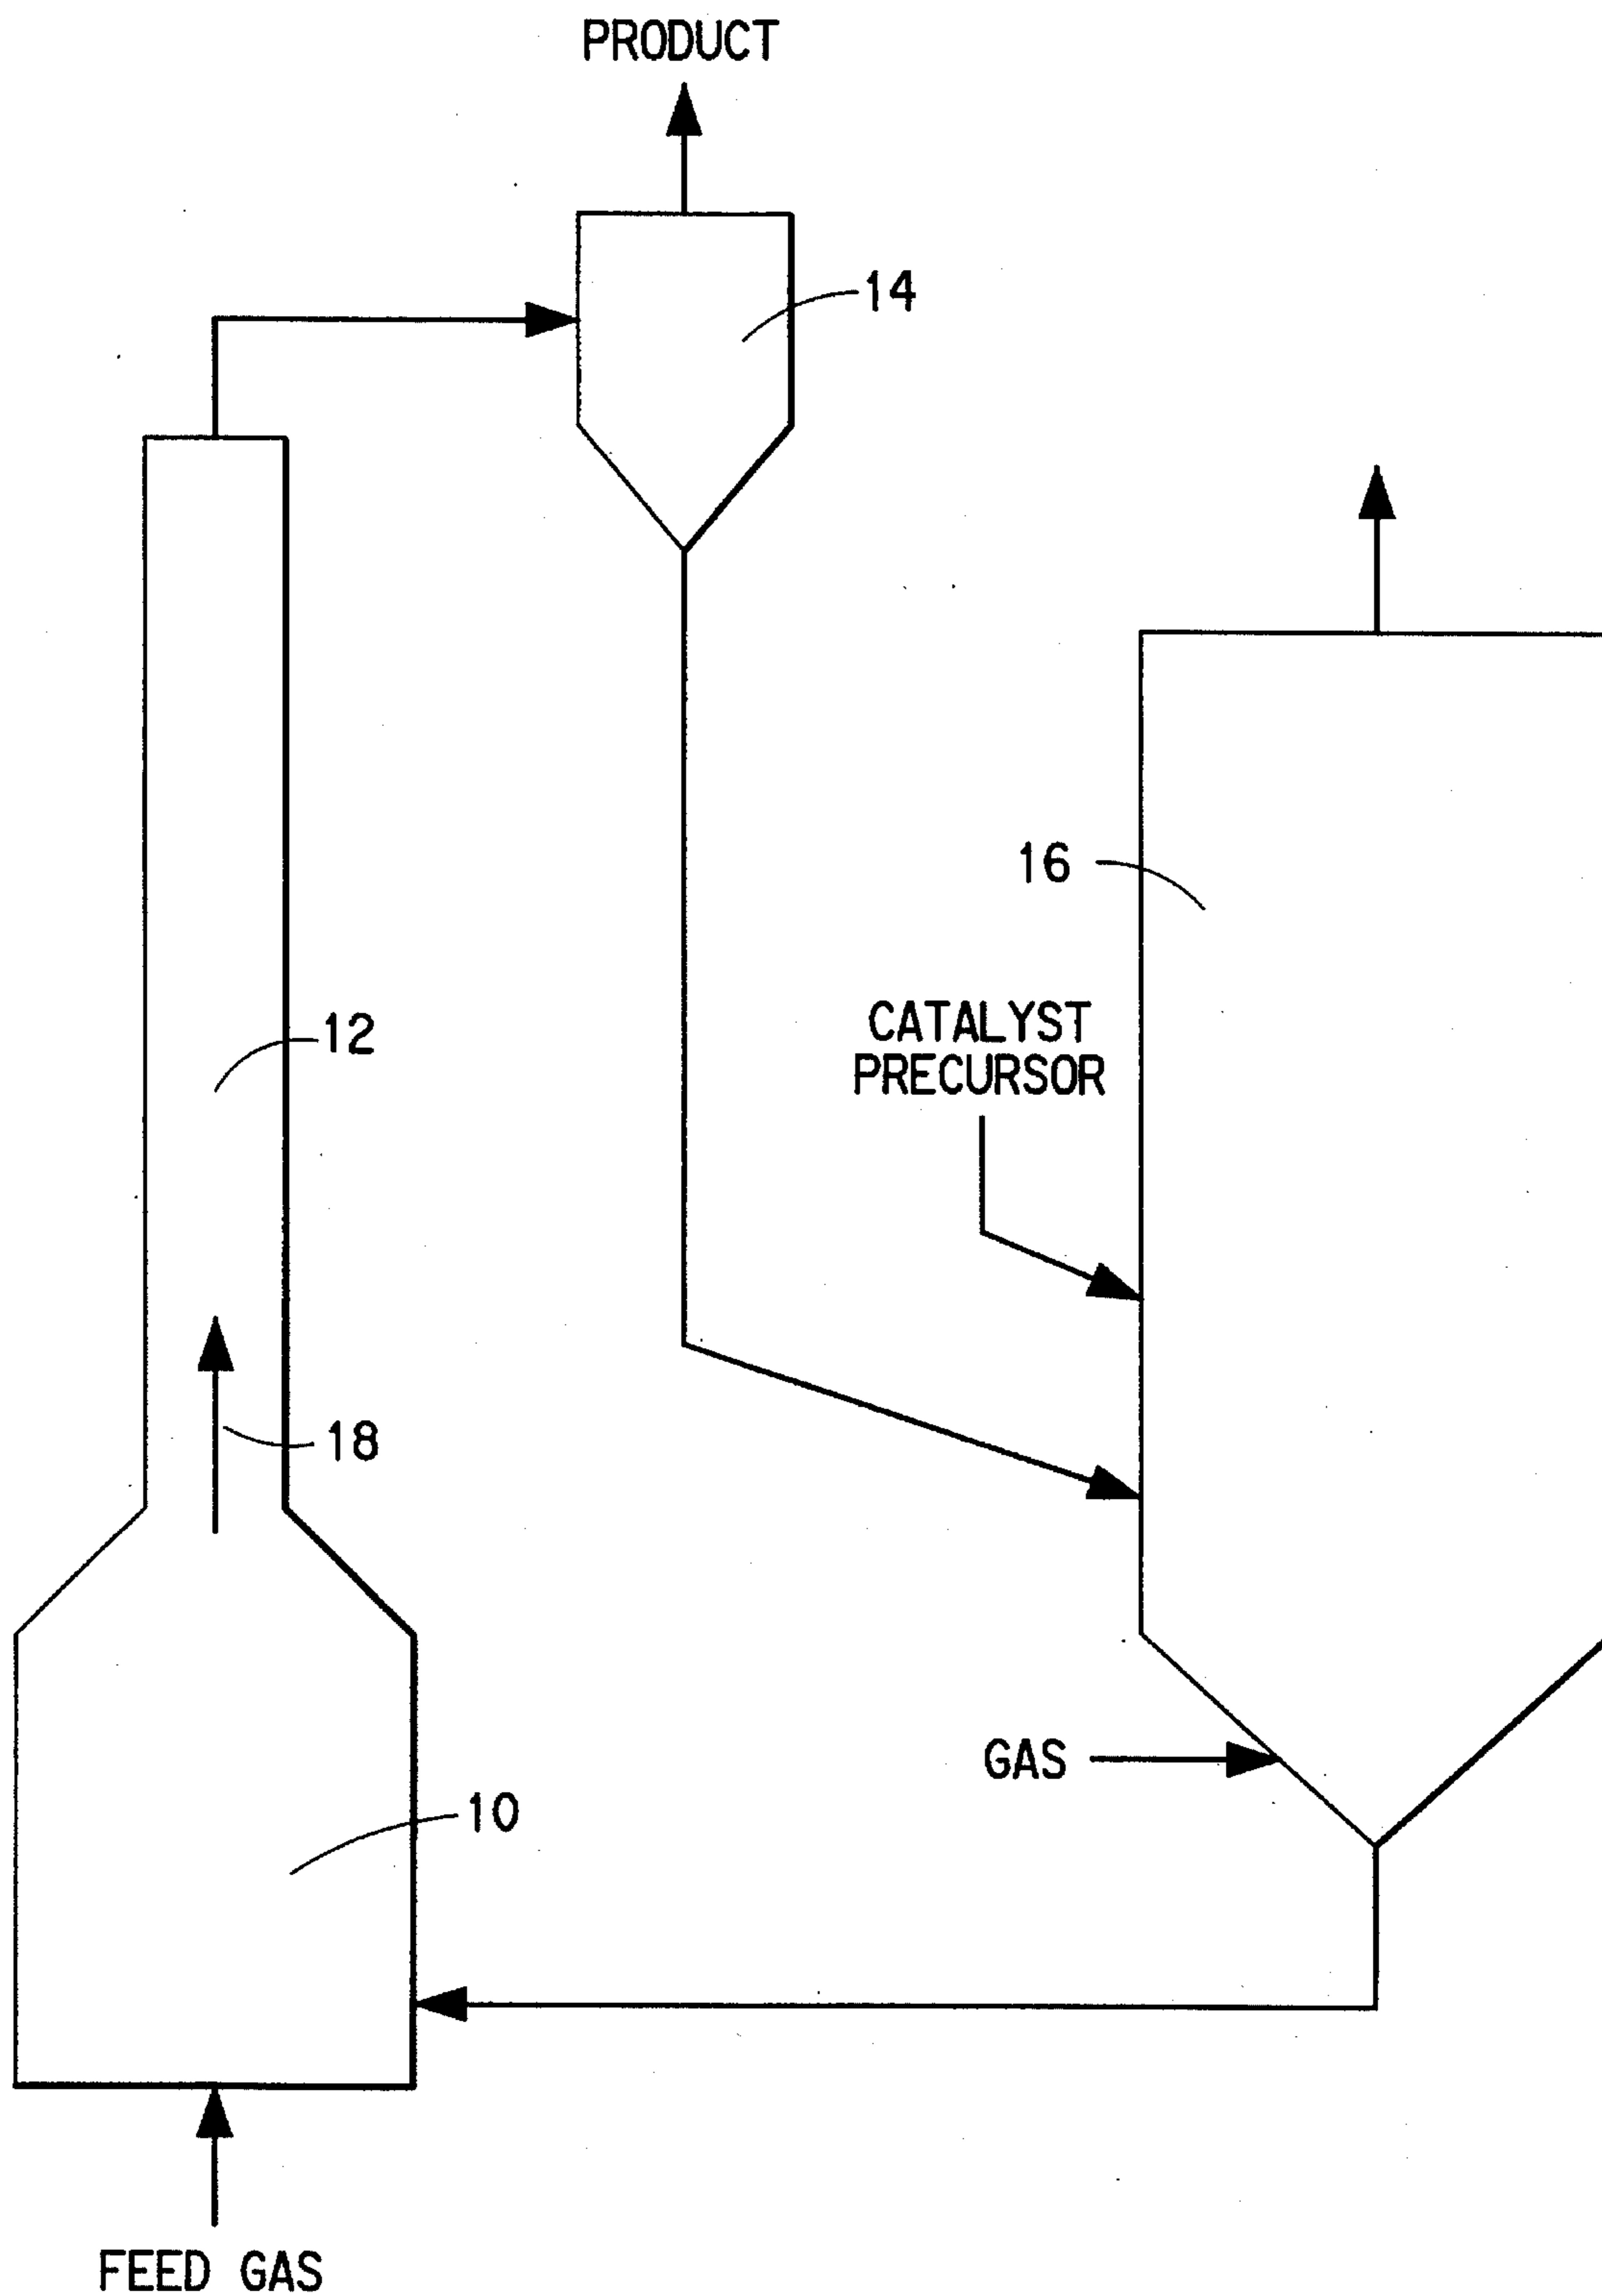 PRODUCT
14
16
CATALYST
PRECURSOR
12
18
GAS
10
FEED GAS